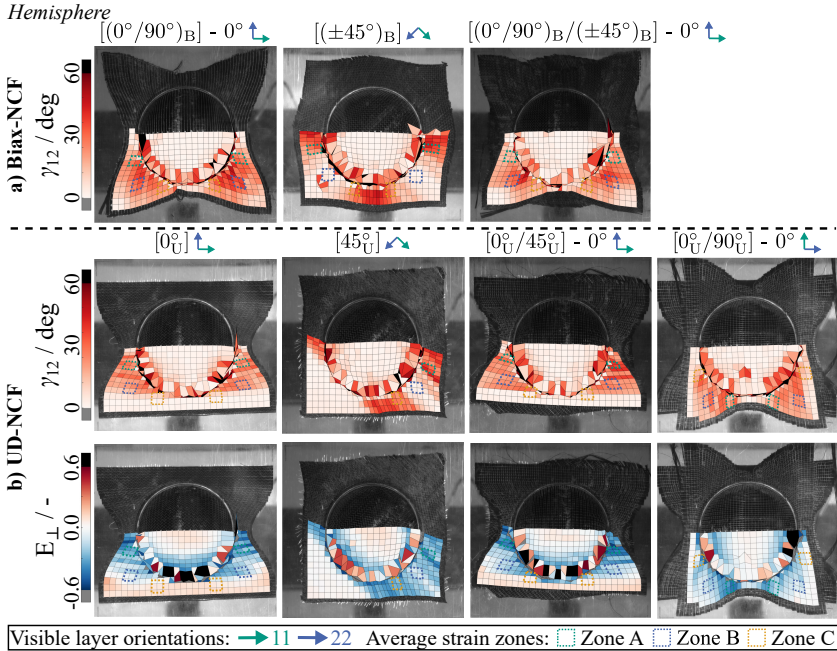 Hemisphere
[(0°/90°)B] - 0°
[(±45°)B]
[(0°/90°)B/(±45°)B] - 0°
a) Biax-NCF
γ12 / deg
60
30
0
[0°U]
[45°U]
[0°U/45°U] - 0°
[0°U/90°U] - 0°
b) UD-NCF
γ12 / deg
60
30
0
E⊥ / -
0.6
0.0
-0.6
Visible layer orientations: 11 22 Average strain zones: Zone A Zone B Zone C